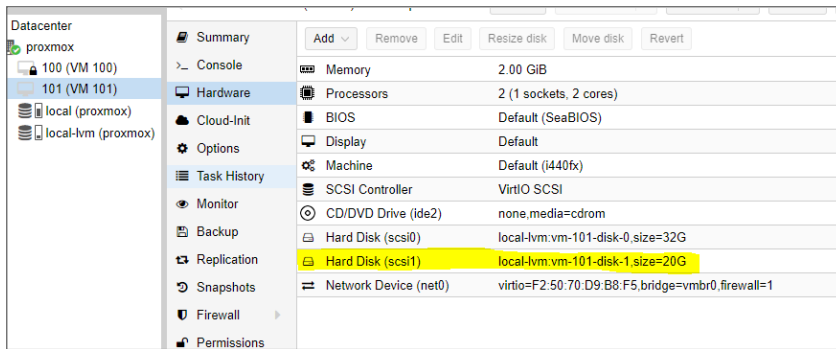 Datacenter
proxmox
100 (VM 100)
101 (VM 101)
local (proxmox)
local-lvm (proxmox)
Summary
>_ Console
Hardware
Cloud-Init
Options
Task History
Monitor
Backup
Replication
Snapshots
Firewall
Permissions
Add Remove Edit Resize disk Move disk Revert
Memory 2.00 GiB
Processors 2 (1 sockets, 2 cores)
BIOS Default (SeaBIOS)
Display Default
Machine Default (i440fx)
SCSI Controller VirtIO SCSI
CD/DVD Drive (ide2) none,media=cdrom
Hard Disk (scsi0) local-lvm:vm-101-disk-0,size=32G
Hard Disk (scsi1) local-lvm:vm-101-disk-1,size=20G
Network Device (net0) virtio=F2:50:70:D9:B8:F5,bridge=vmbr0,firewall=1